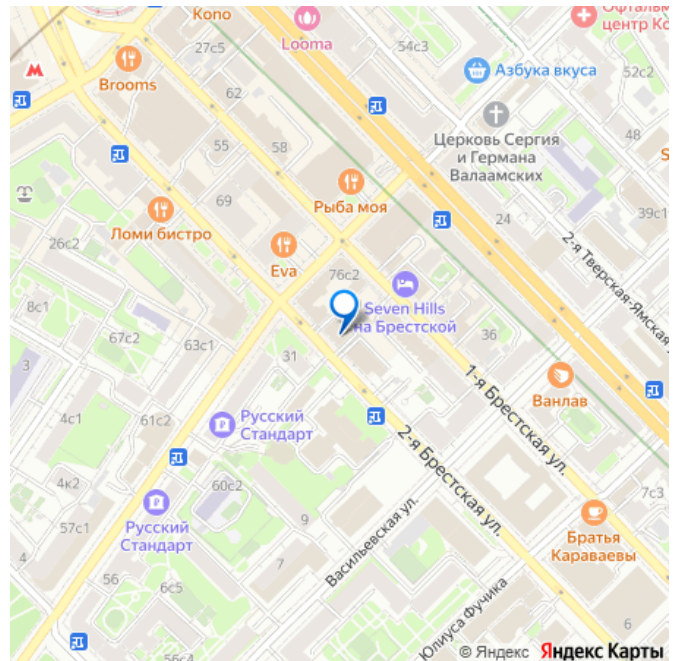 Kono
Офтальм
центр Ко
27с5
Looma
54с3
М
Азбука вкуса
52с2
Brooms
62
48
Церковь Сергия
и Германа
Валаамских
55
58
S
Рыба моя
69
39с1
Ломи бистро
24
26с2
Eva
2-я Тверская-Ямская
76с2
8с1
Seven Hills
на Брестской
67с2
63с1
36
3
31
1-я Брестская ул.
Ванлав
4с1
61с2
Русский
Стандарт
2-я Брестская ул.
4к2
60с2
7с3
57с1
9
Братья
Караваевы
Русский
Стандарт
Васильевская ул.
4
7
56
6с5
Юлиуса Фучика
6
56с4
© Яндекс Яндекс Карты